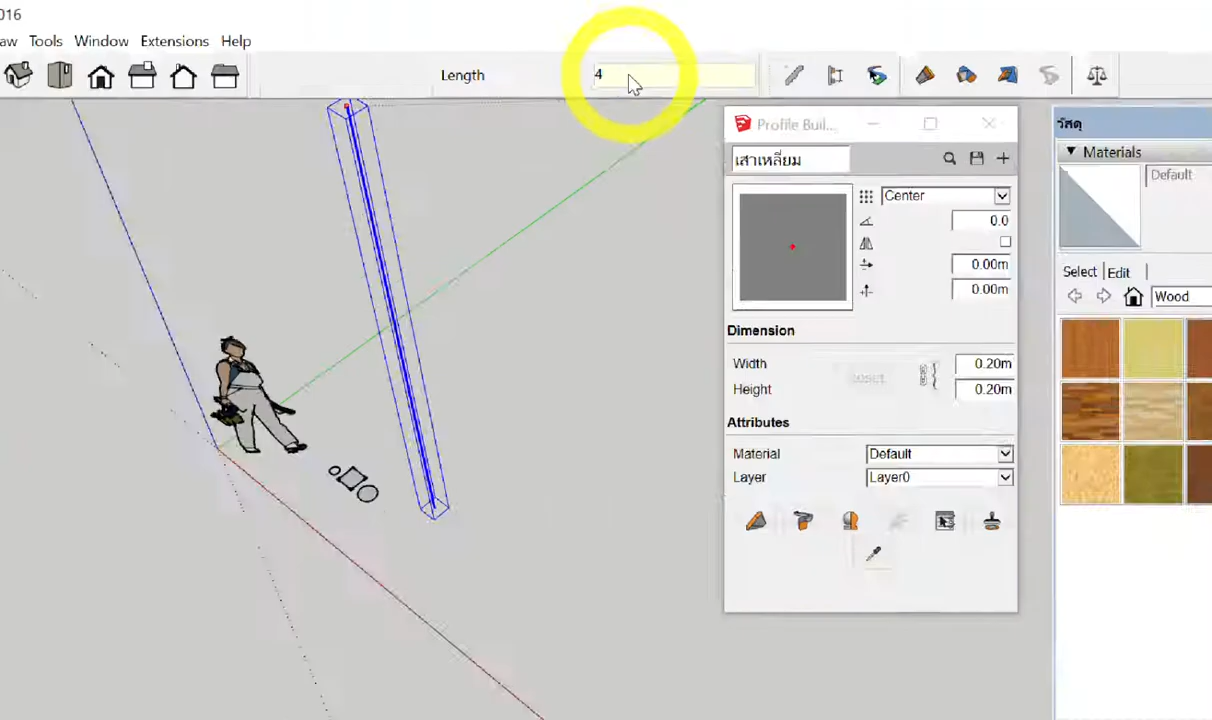 016
aw Tools Window Extensions Help
Length 4
Profile Buil...
เสาเหลี่ยม
Center
0.0
0.00m
0.00m
Dimension
Width 0.20m
Height 0.20m
Attributes
Material Default
Layer Layer0
วัสดุ
Materials
Default
Select Edit
Wood